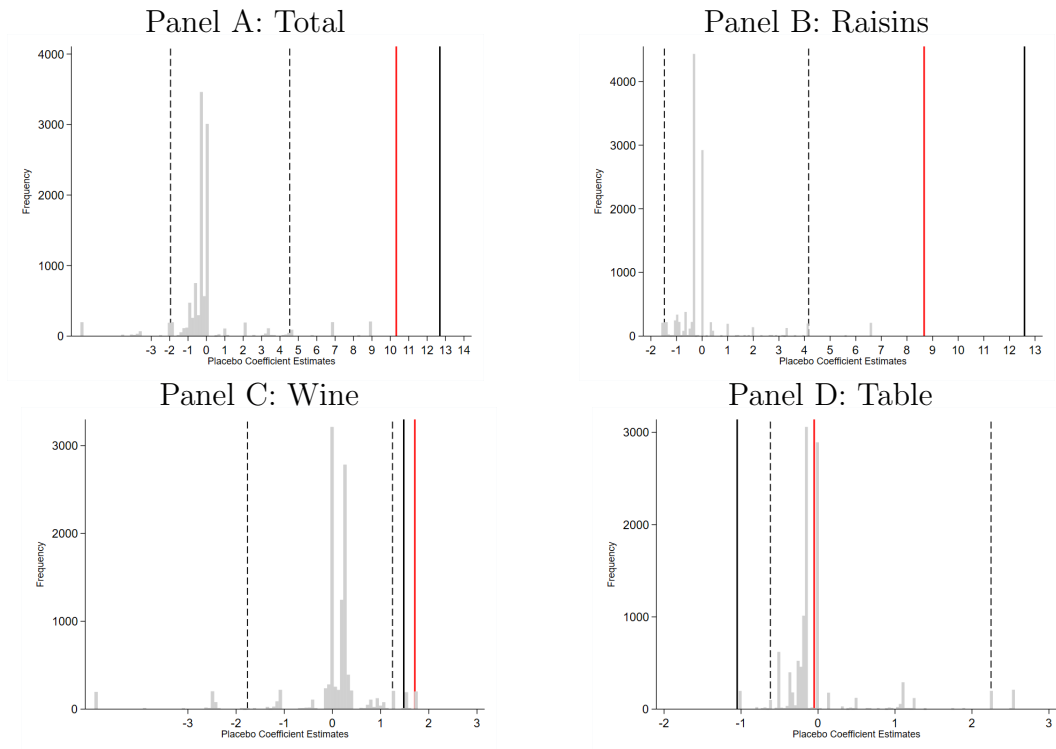 Panel A: Total
4000
3000
2000
1000
0
Frequency
-3 -2 -1 0 1 2 3 4 5 6 7 8 9 10 11 12 13 14
Placebo Coefficient Estimates
Panel B: Raisins
4000
3000
2000
1000
0
Frequency
-2 -1 0 1 2 3 4 5 6 7 8 9 10 11 12 13
Placebo Coefficient Estimates
Panel C: Wine
3000
2000
1000
0
Frequency
-3 -2 -1 0 1 2 3
Placebo Coefficient Estimates
Panel D: Table
3000
2000
1000
0
Frequency
-2 -1 0 1 2 3
Placebo Coefficient Estimates